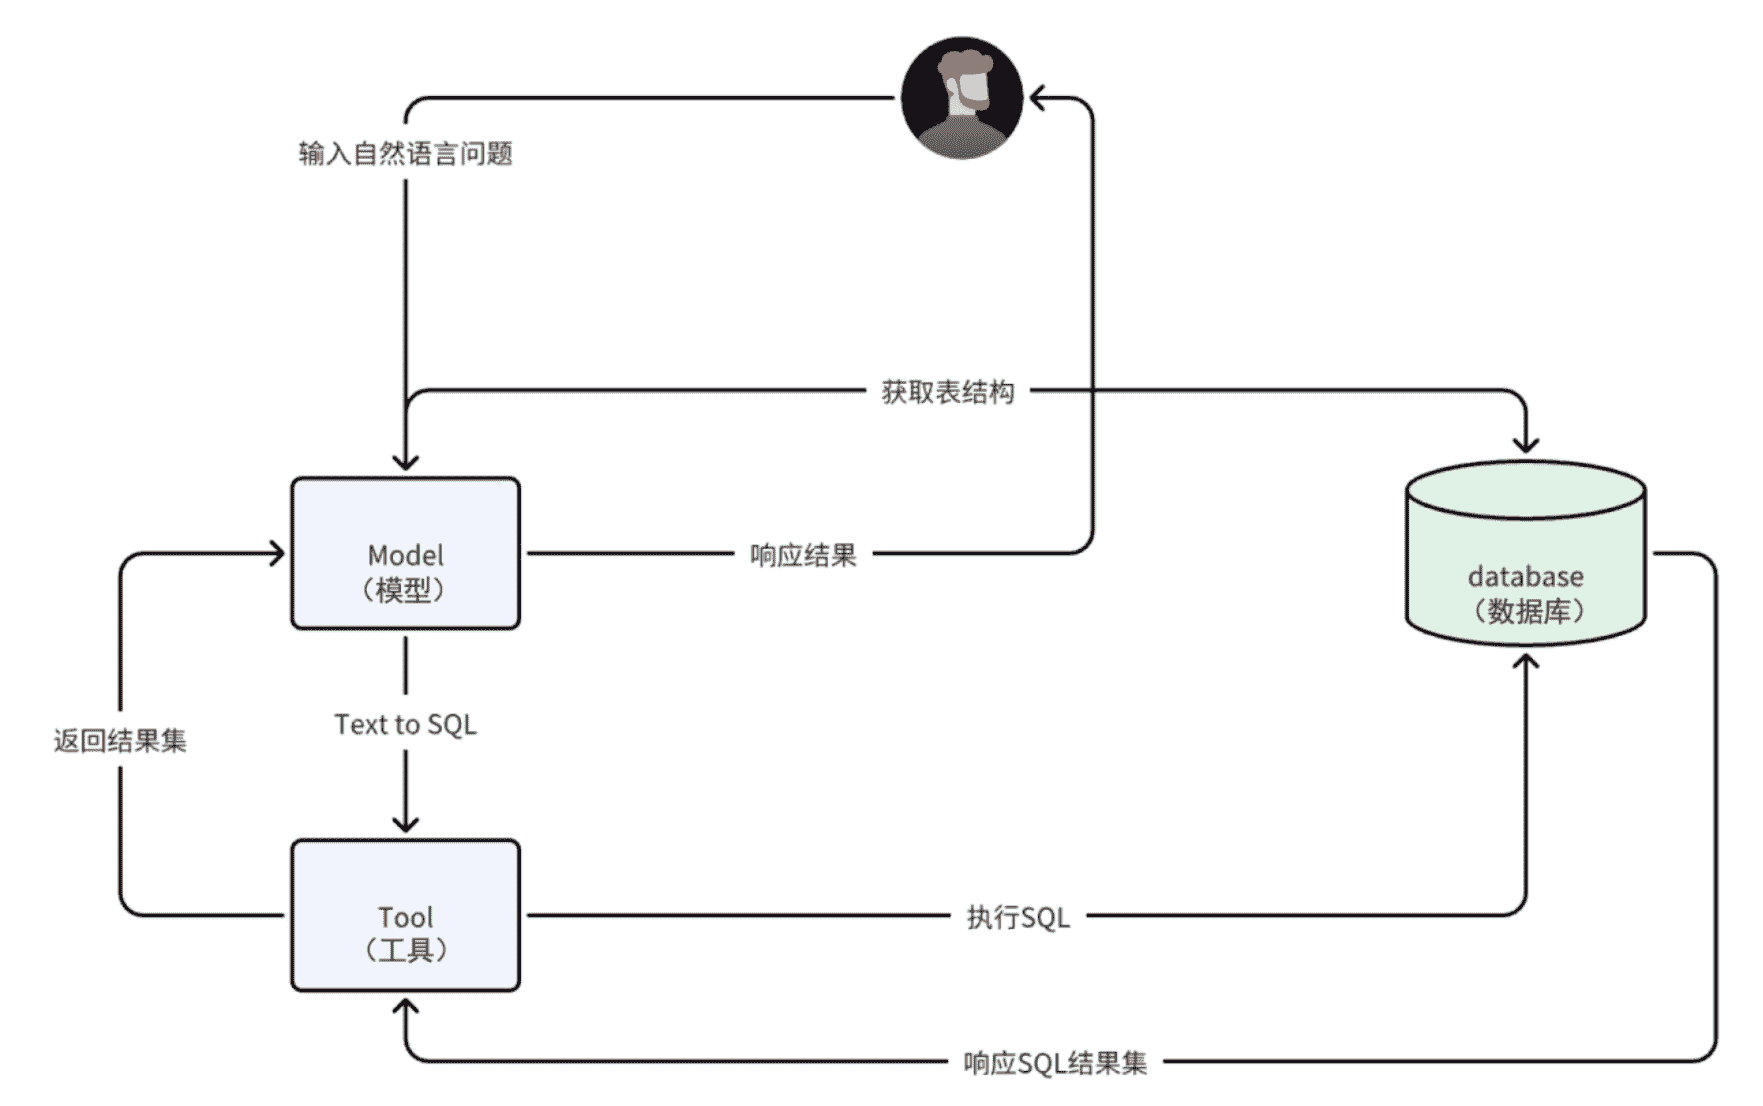 输入自然语言问题
获取表结构
Model
（模型）
响应结果
database
（数据库）
Text to SQL
返回结果集
Tool
（工具）
执行SQL
响应SQL结果集